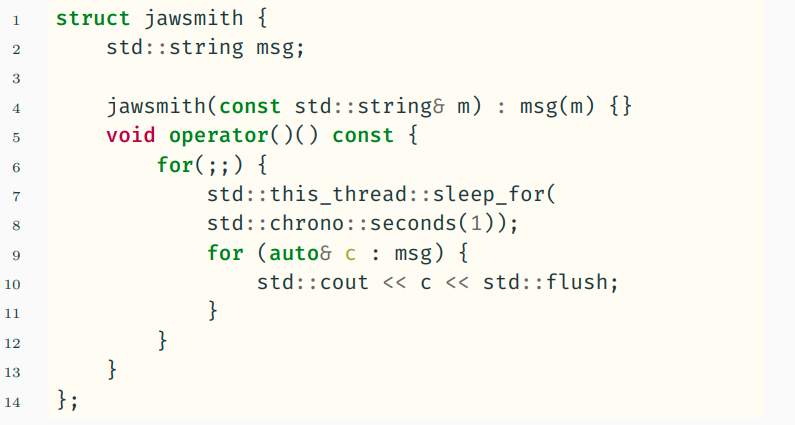 1 struct jawsmith {
2     std::string msg;
3
4     jawsmith(const std::string& m) : msg(m) {}
5     void operator()() const {
6         for(;;) {
7             std::this_thread::sleep_for(
8             std::chrono::seconds(1));
9             for (auto& c : msg) {
10                 std::cout << c << std::flush;
11             }
12         }
13     }
14 };